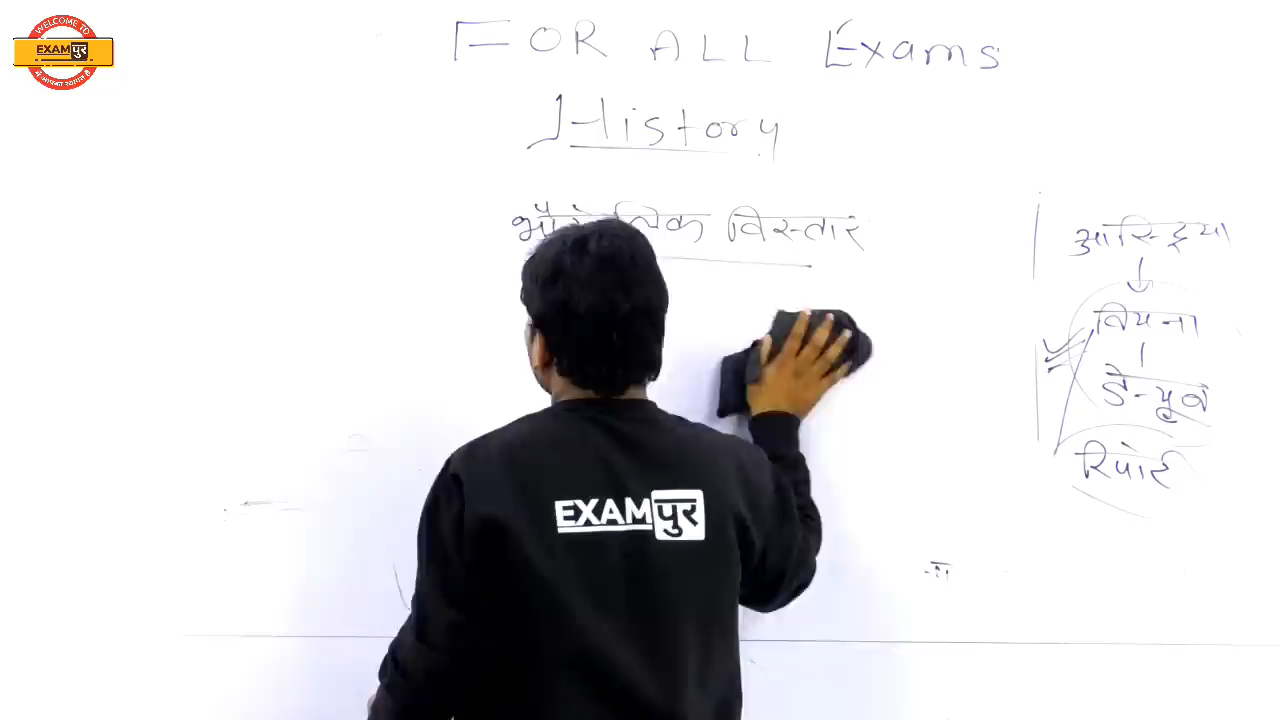 WELCOME TO
EXAMपुर
FOR ALL Exams
History
विस्तार
आस्ट्रिया
वियना
डेन्यूब
रिपोर्ट
EXAMपुर